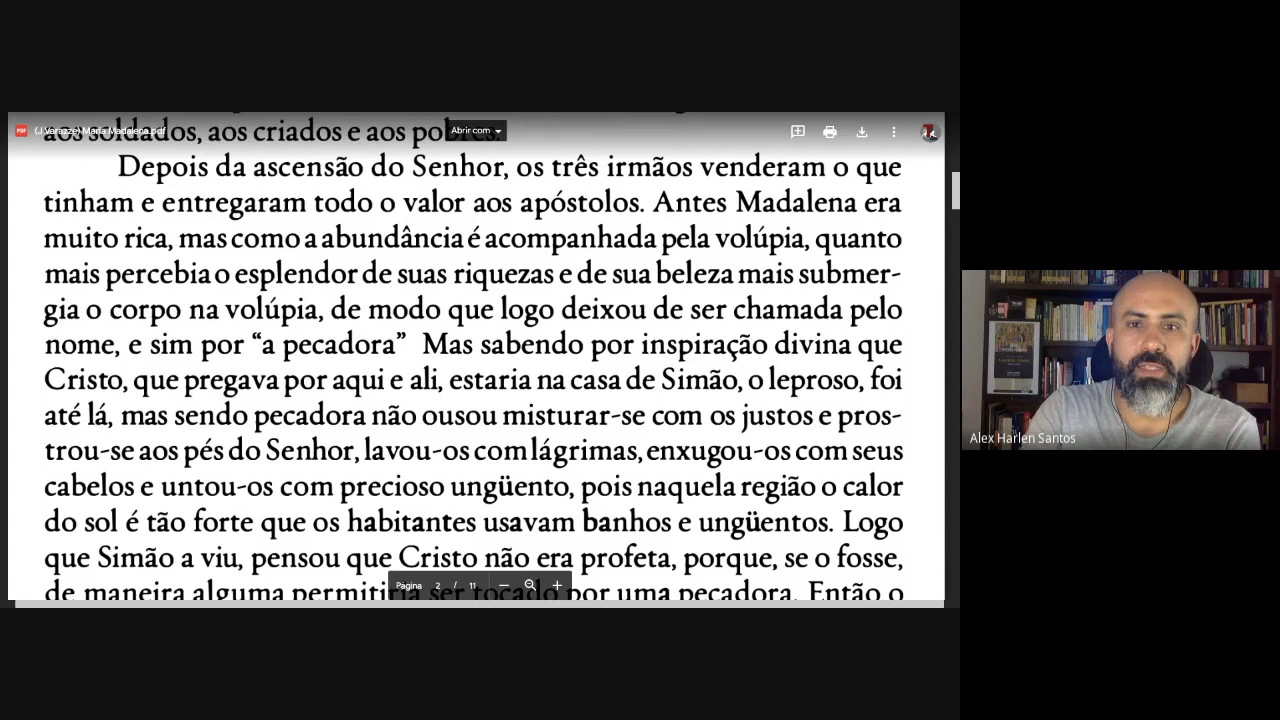 (J.Varazze) Maria Madalena.pdf
Abrir com
aos soldados, aos criados e aos pobres.
Depois da ascensão do Senhor, os três irmãos venderam o que
tinham e entregaram todo o valor aos apóstolos. Antes Madalena era
muito rica, mas como a abundância é acompanhada pela volúpia, quanto
mais percebia o esplendor de suas riquezas e de sua beleza mais submer-
gia o corpo na volúpia, de modo que logo deixou de ser chamada pelo
nome, e sim por “a pecadora” Mas sabendo por inspiração divina que
Cristo, que pregava por aqui e ali, estaria na casa de Simão, o leproso, foi
até lá, mas sendo pecadora não ousou misturar-se com os justos e pros-
trou-se aos pés do Senhor, lavou-os com lágrimas, enxugou-os com seus
cabelos e untou-os com precioso ungüento, pois naquela região o calor
do sol é tão forte que os habitantes usavam banhos e ungüentos. Logo
que Simão a viu, pensou que Cristo não era profeta, porque, se o fosse,
de maneira alguma permitiria ser tocado por uma pecadora. Então o
Página 2 / 11
Alex Harlen Santos